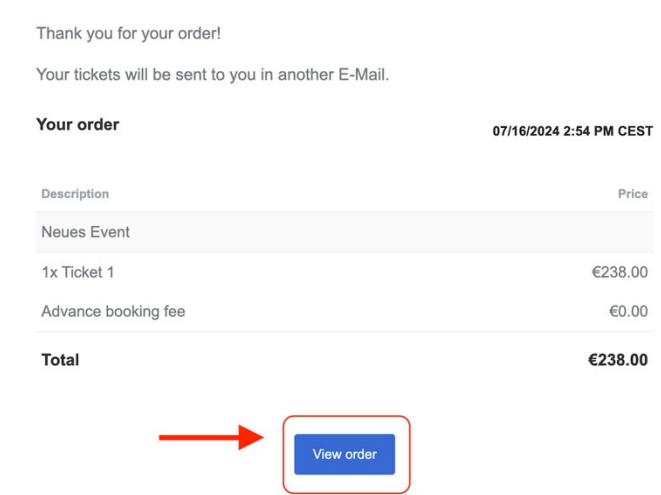 Thank you for your order!
Your tickets will be sent to you in another E-Mail.
Your order 07/16/2024 2:54 PM CEST
Description Price
Neues Event
1x Ticket 1 €238.00
Advance booking fee €0.00
Total €238.00
View order